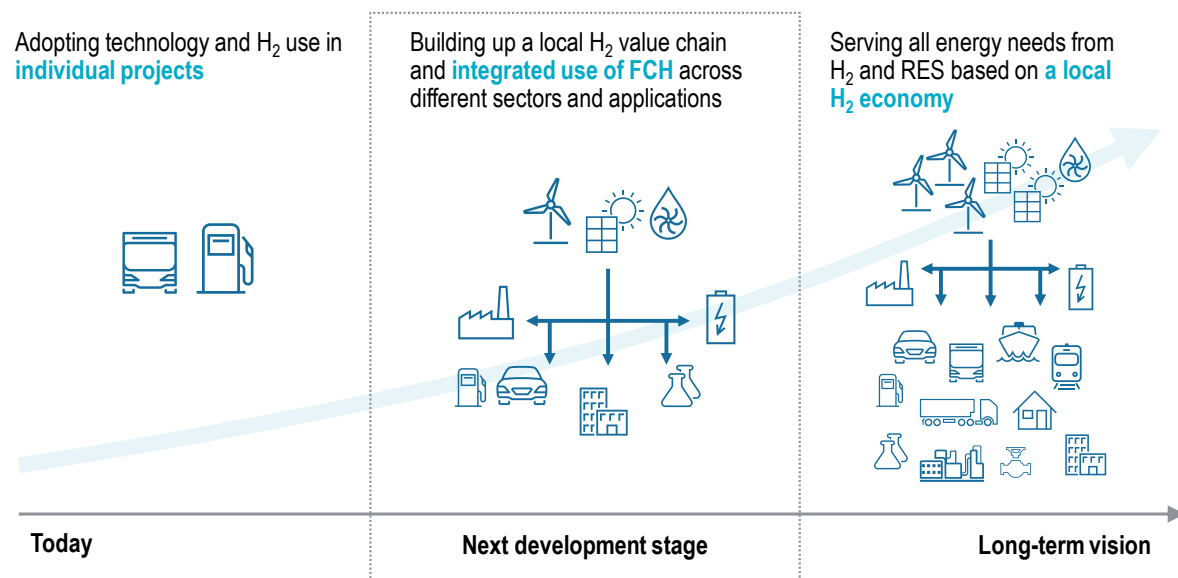 Adopting technology and H₂ use in
individual projects
Building up a local H₂ value chain
and integrated use of FCH across
different sectors and applications
Serving all energy needs from
H₂ and RES based on a local
H₂ economy
Today
Next development stage
Long-term vision